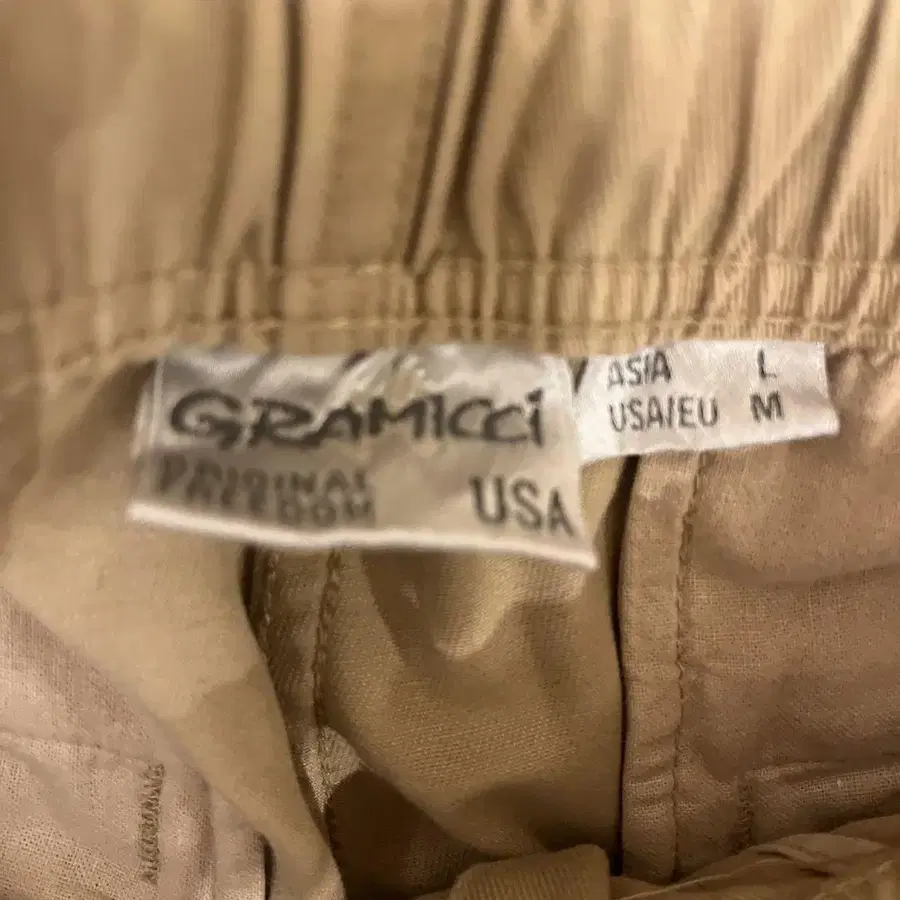 GRAMICCi
ORIGINAL
FREEDOM
USA
ASIA L
USA/EU M